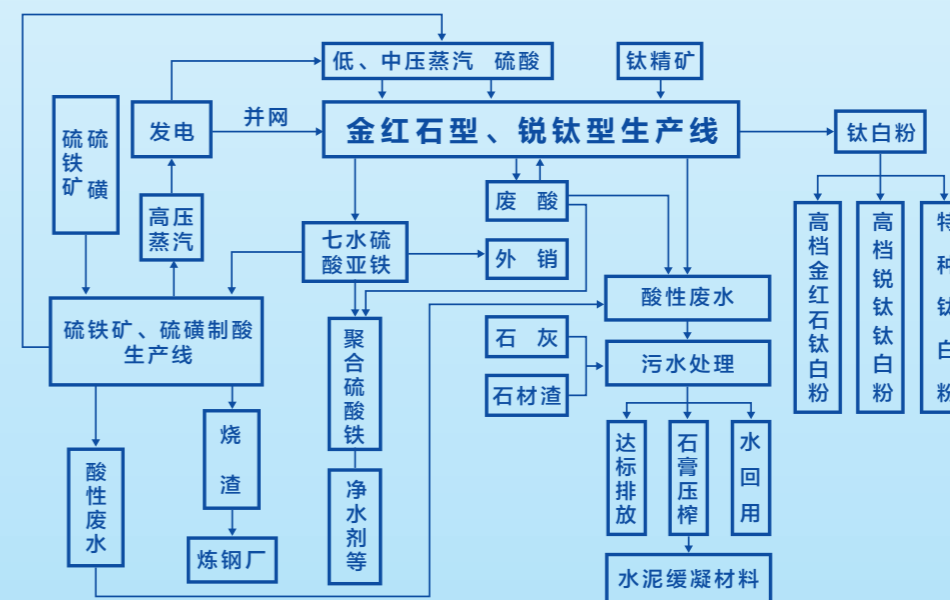 低、中压蒸汽 硫酸
钛精矿
硫铁矿
硫磺
发电
并网
金红石型、锐钛型生产线
钛白粉
高压
蒸汽
废 酸
七水硫
酸亚铁
外 销
高档金红石钛白粉
高档锐钛钛白粉
特种钛白粉
硫铁矿、硫磺制酸
生产线
酸性废水
聚合硫酸铁
石 灰
污水处理
石材渣
烧渣
达标排放
石膏压榨
水回用
酸性废水
净水剂等
炼钢厂
水泥缓凝材料